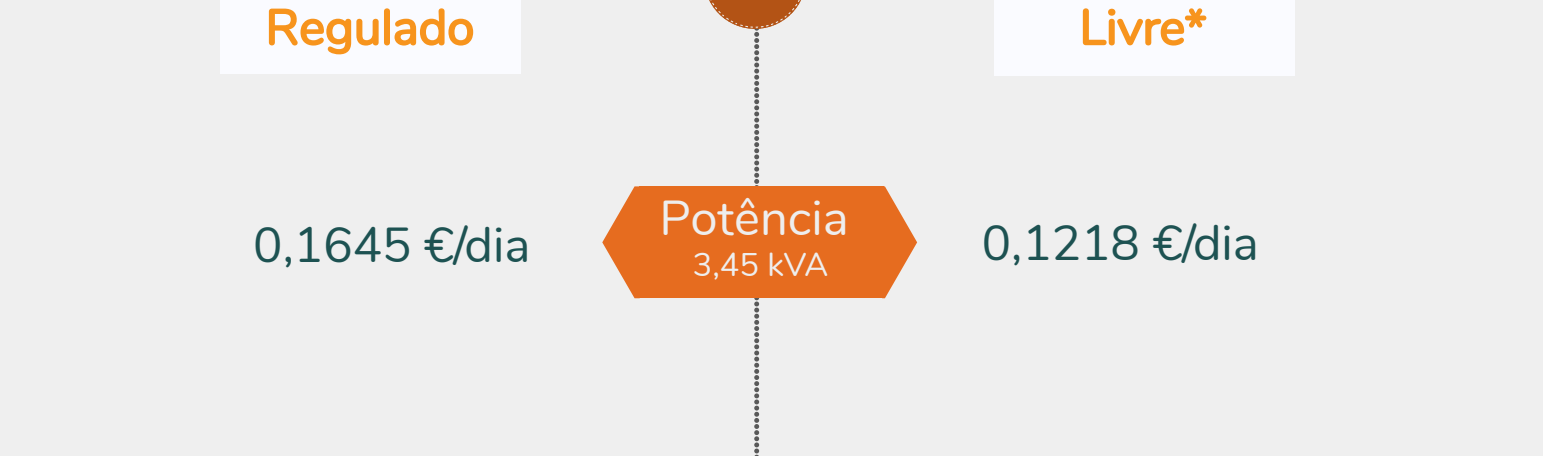 Regulado
Livre*
0,1645 €/dia
Potência
3,45 kVA
0,1218 €/dia